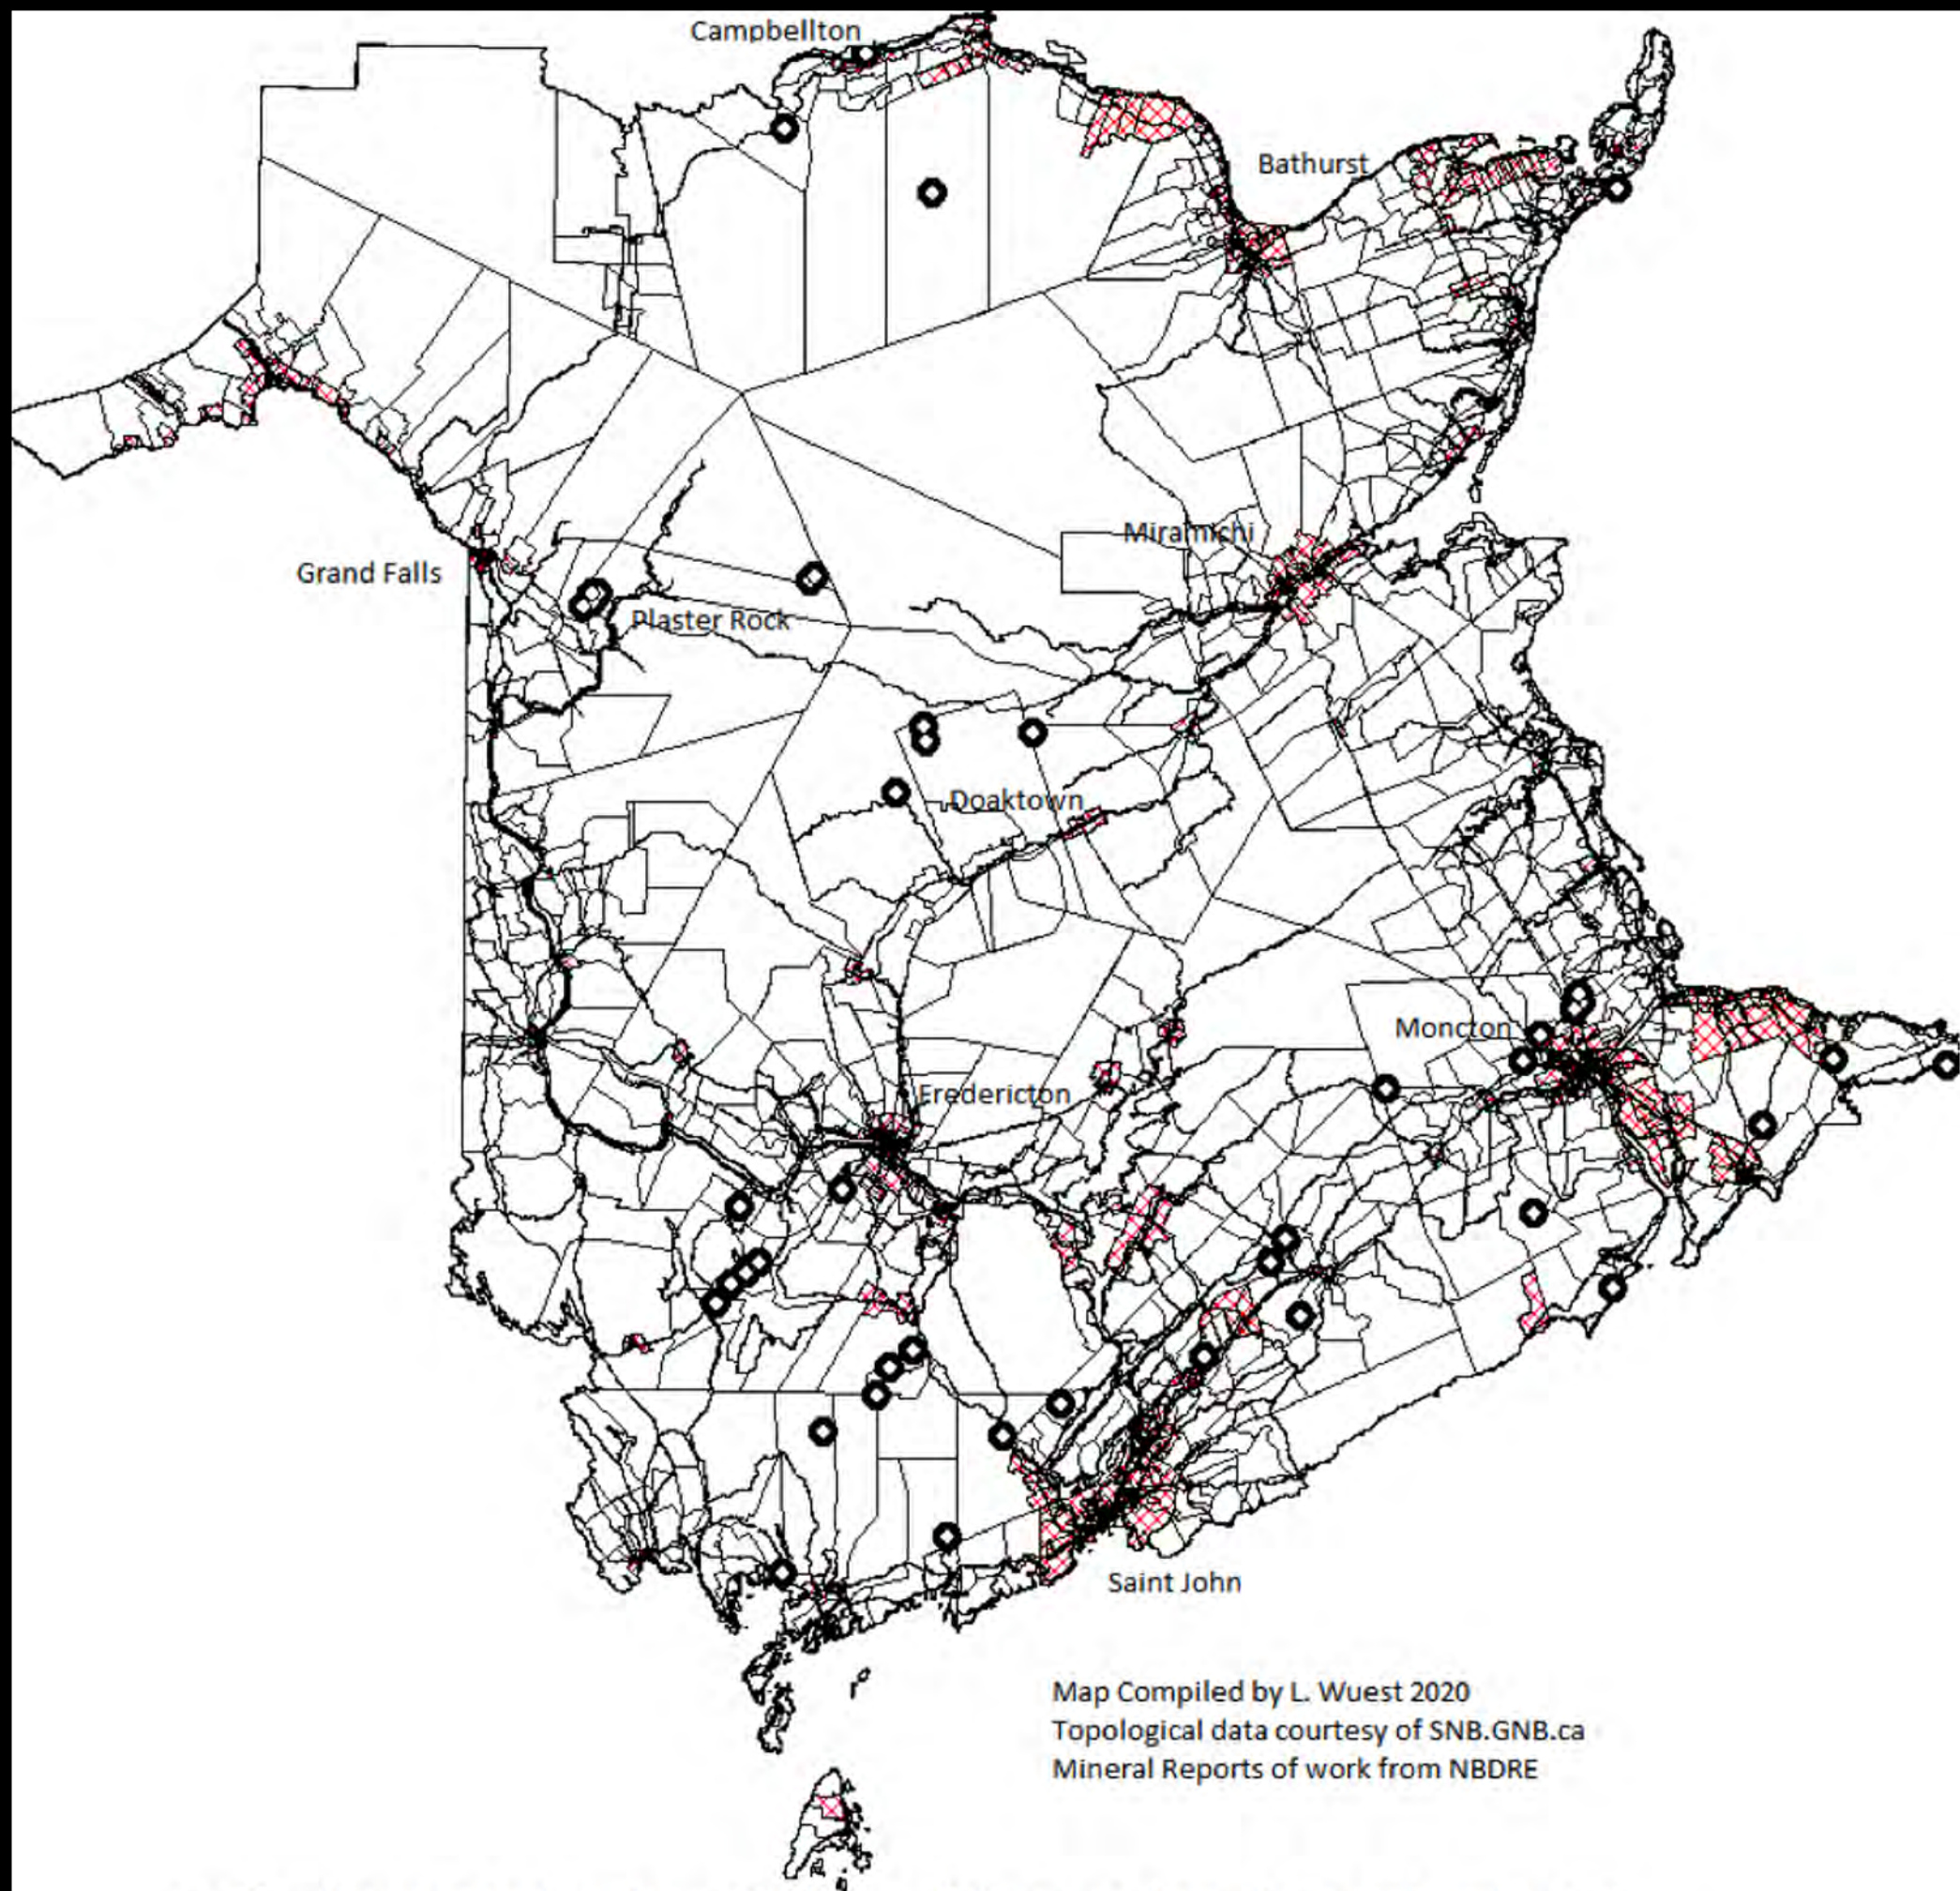 Campbellton
Bathurst
Miramichi
Grand Falls
Plaster Rock
Doaktown
Moncton
Fredericton
Saint John
Map Compiled by L. Wuest 2020
Topological data courtesy of SNB.GNB.ca
Mineral Reports of work from NBDRE